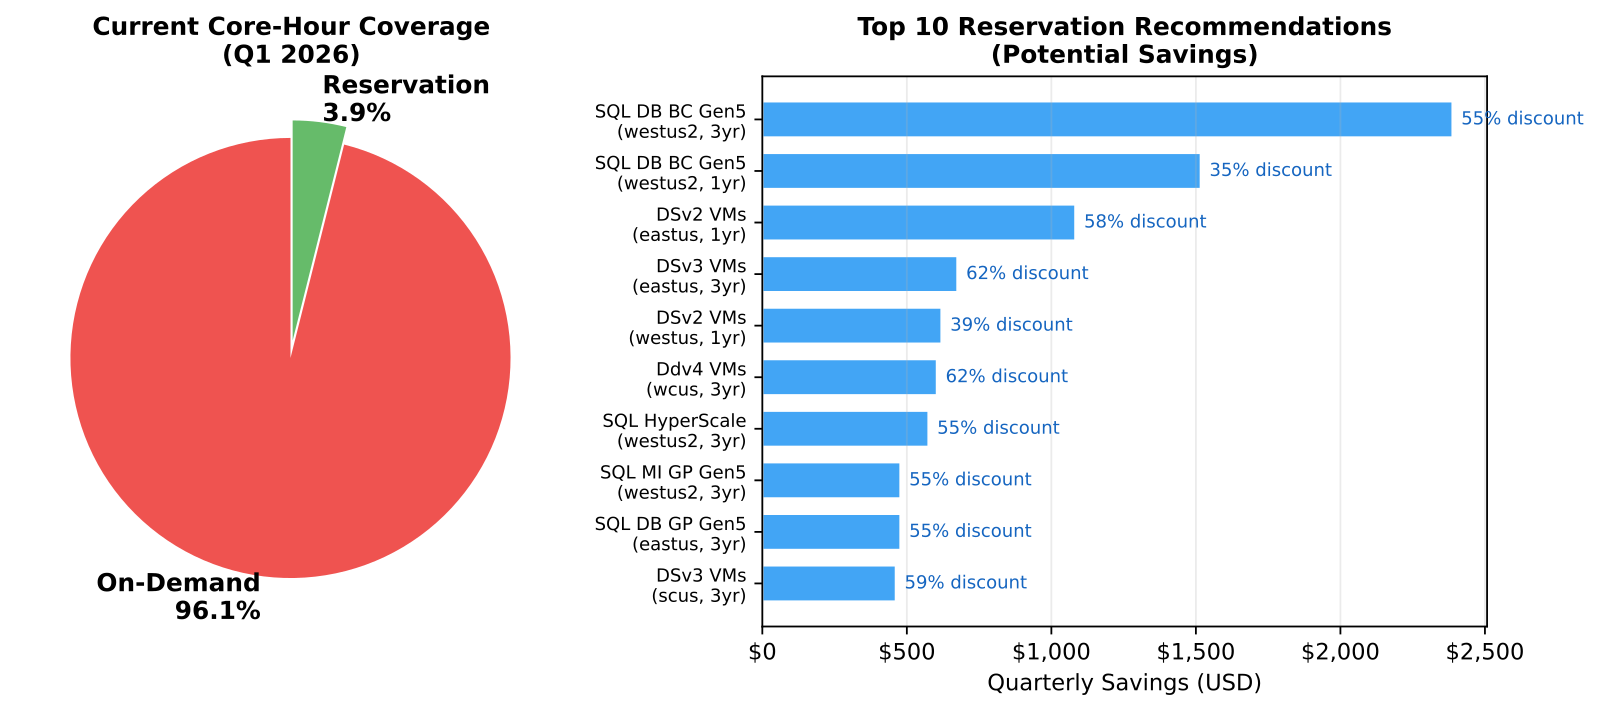 Current Core-Hour Coverage
(Q1 2026)
Reservation
3.9%
On-Demand
96.1%
Top 10 Reservation Recommendations
(Potential Savings)
SQL DB BC Gen5
(westus2, 3yr)
55% discount
SQL DB BC Gen5
(westus2, 1yr)
35% discount
DSv2 VMs
(eastus, 1yr)
58% discount
DSv3 VMs
(eastus, 3yr)
62% discount
DSv2 VMs
(westus, 1yr)
39% discount
Ddv4 VMs
(wcus, 3yr)
62% discount
SQL HyperScale
(westus2, 3yr)
55% discount
SQL MI GP Gen5
(westus2, 3yr)
55% discount
SQL DB GP Gen5
(eastus, 3yr)
55% discount
DSv3 VMs
(scus, 3yr)
59% discount
$0 $500 $1,000 $1,500 $2,000 $2,500
Quarterly Savings (USD)